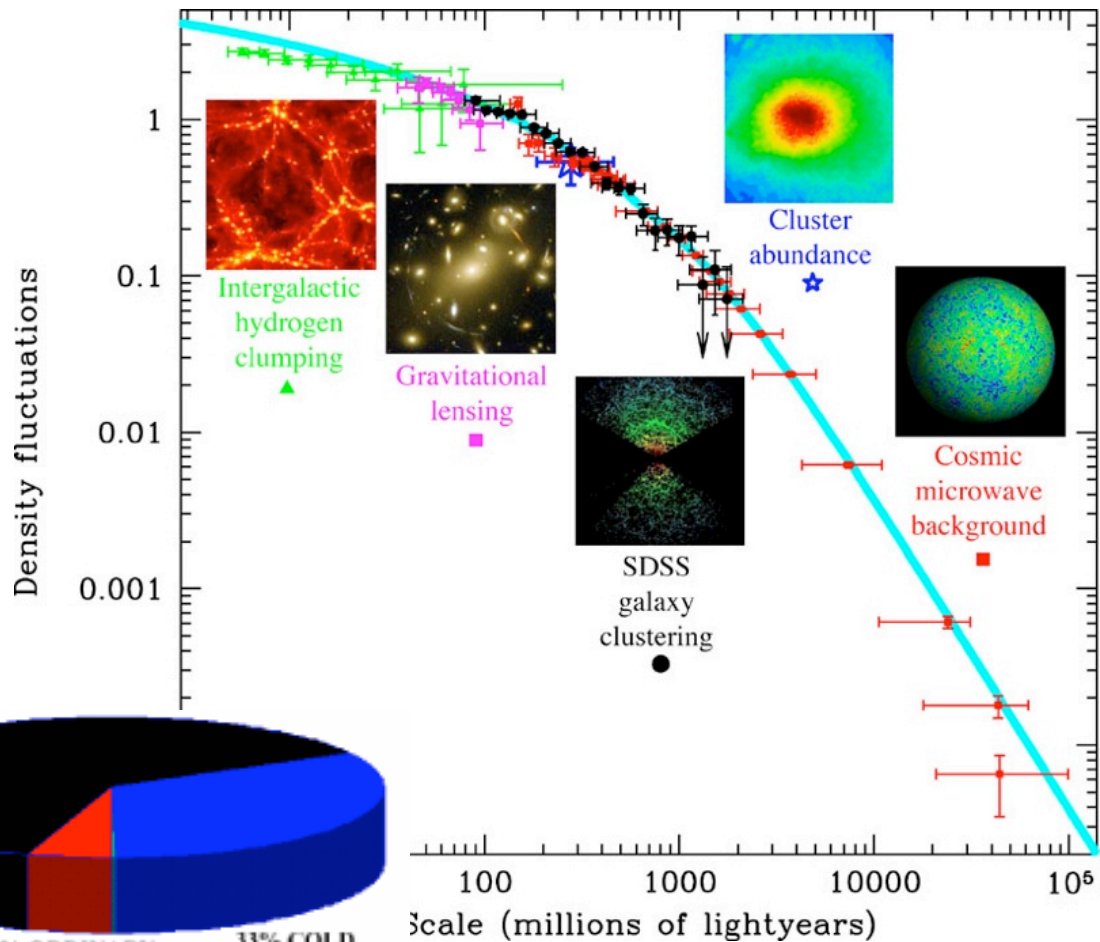 Density fluctuations
1
0.1
0.01
0.001
Intergalactic
hydrogen
clumping
Gravitational
lensing
Cluster
abundance
SDSS
galaxy
clustering
Cosmic
microwave
background
100
1000
10000
10⁵
Scale (millions of lightyears)
33% COLD